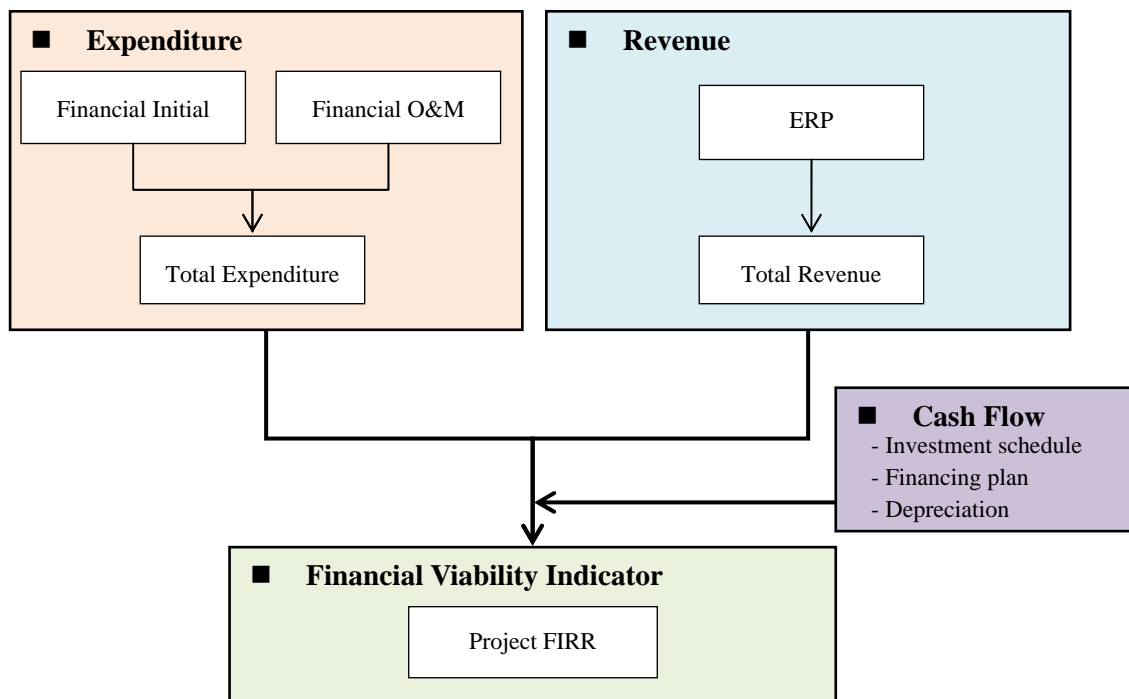 ■ Expenditure
Financial Initial
Financial O&M
Total Expenditure
■ Revenue
ERP
Total Revenue
■ Cash Flow
- Investment schedule
- Financing plan
- Depreciation
■ Financial Viability Indicator
Project FIRR